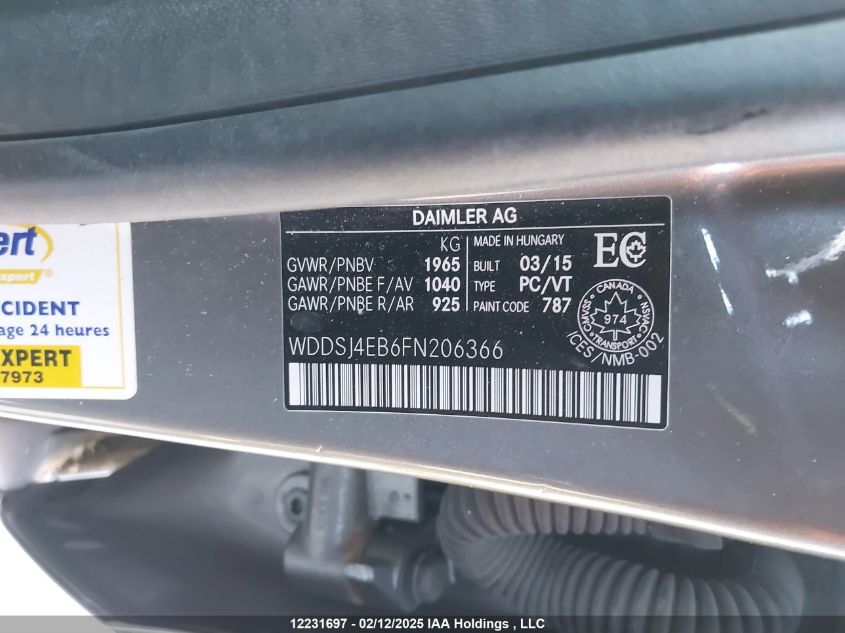 DAIMLER AG
KG MADE IN HUNGARY EC
GVWR/PNBV 1965 BUILT 03/15
GAWR/PNBE F/AV 1040 TYPE PC/VT
GAWR/PNBE R/AR 925 PAINT CODE 787
CANADA
974
TRANSPORT
ICES/NMB-002
WDDSJ4EB6FN206366
expert
CIDENT
age 24 heures
XPERT
7973
12231697 - 02/12/2025 IAA Holdings , LLC